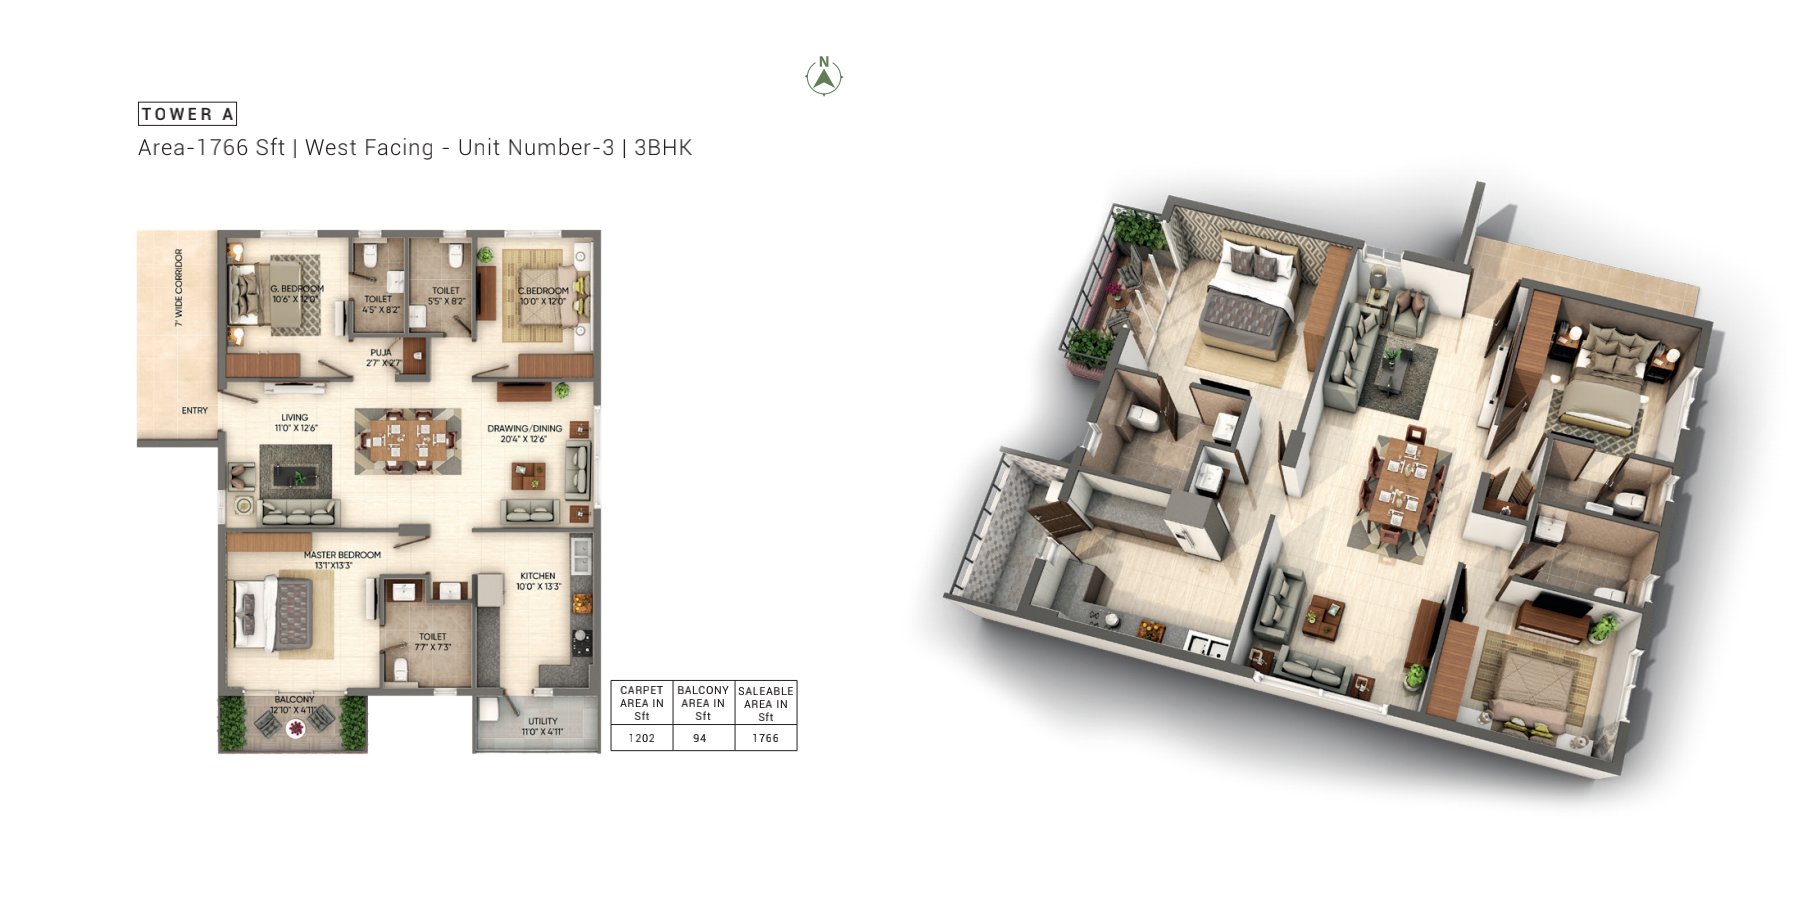 N
TOWER A
Area-1766 Sft | West Facing - Unit Number-3 | 3BHK
7' WIDE CORRIDOR
G. BEDROOM
10'6" X 12'0"
TOILET
4'5" X 8'2"
TOILET
5'5" X 8'2"
C.BEDROOM
10'0" X 12'0"
PUJA
2'7" X 2'7"
ENTRY
LIVING
11'0" X 12'6"
DRAWING/DINING
20'4" X 12'6"
MASTER BEDROOM
13'1"X13'3"
KITCHEN
10'0" X 13'3"
TOILET
7'7" X 7'3"
BALCONY
12'10" X 4'11"
UTILITY
11'0" X 4'11"
CARPET
AREA IN
Sft
BALCONY
AREA IN
Sft
SALEABLE
AREA IN
Sft
1202
94
1766